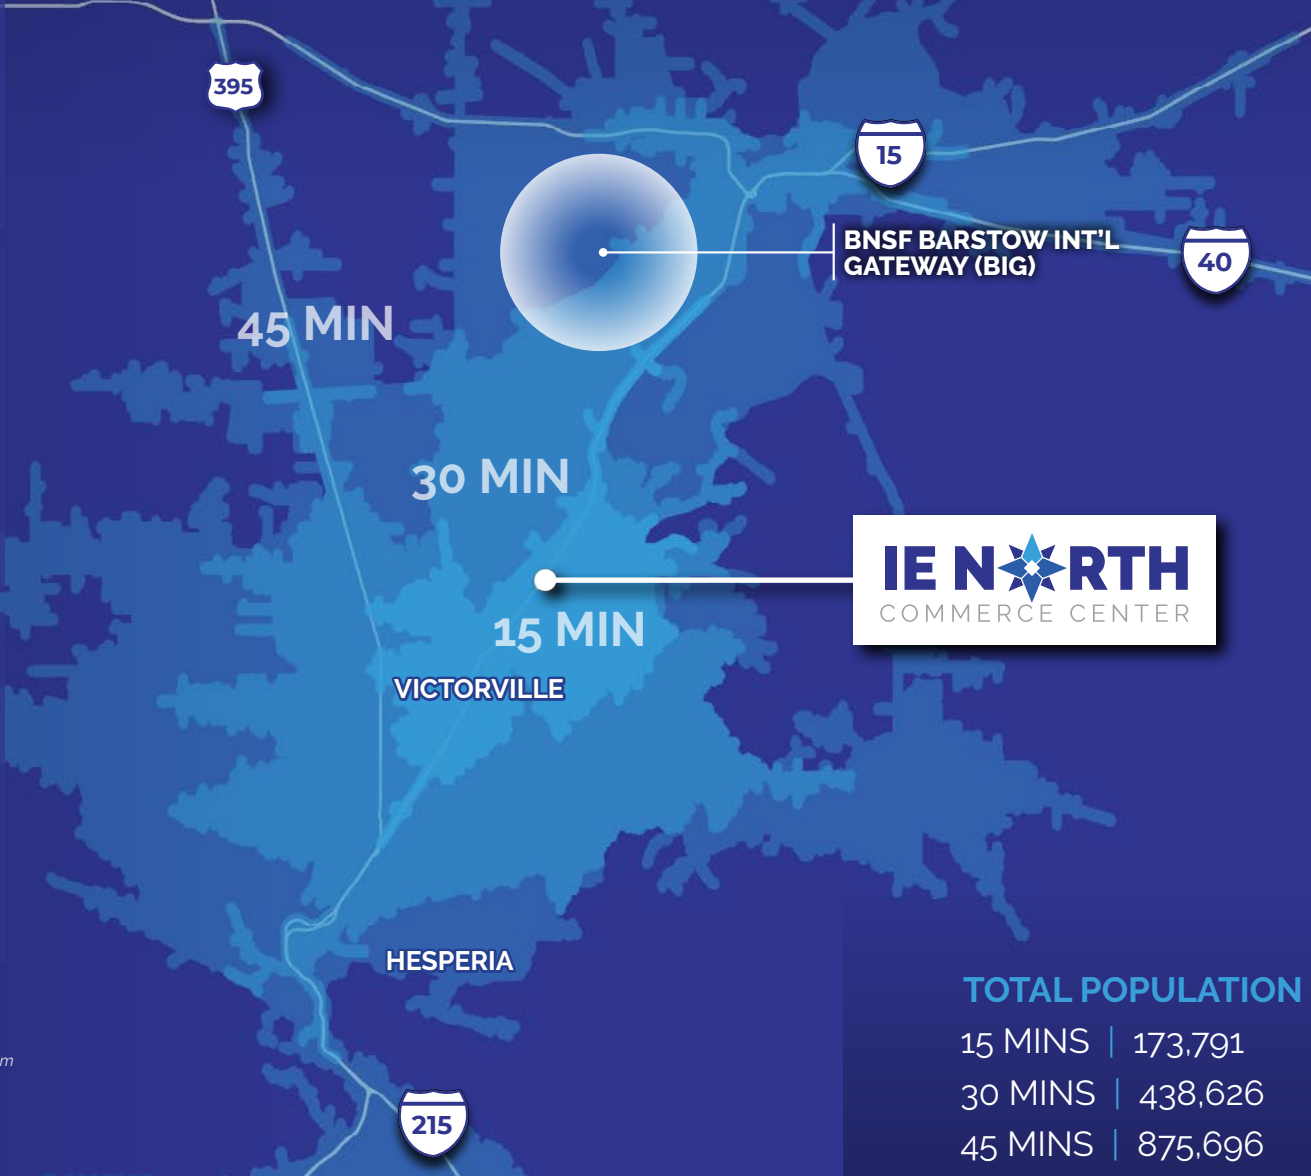 395
15
BNSF BARSTOW INT'L
GATEWAY (BIG)
40
45 MIN
30 MIN
IE NORTH
COMMERCE CENTER
15 MIN
VICTORVILLE
HESPERIA
TOTAL POPULATION
15 MINS | 173,791
30 MINS | 438,626
45 MINS | 875,696
m
215